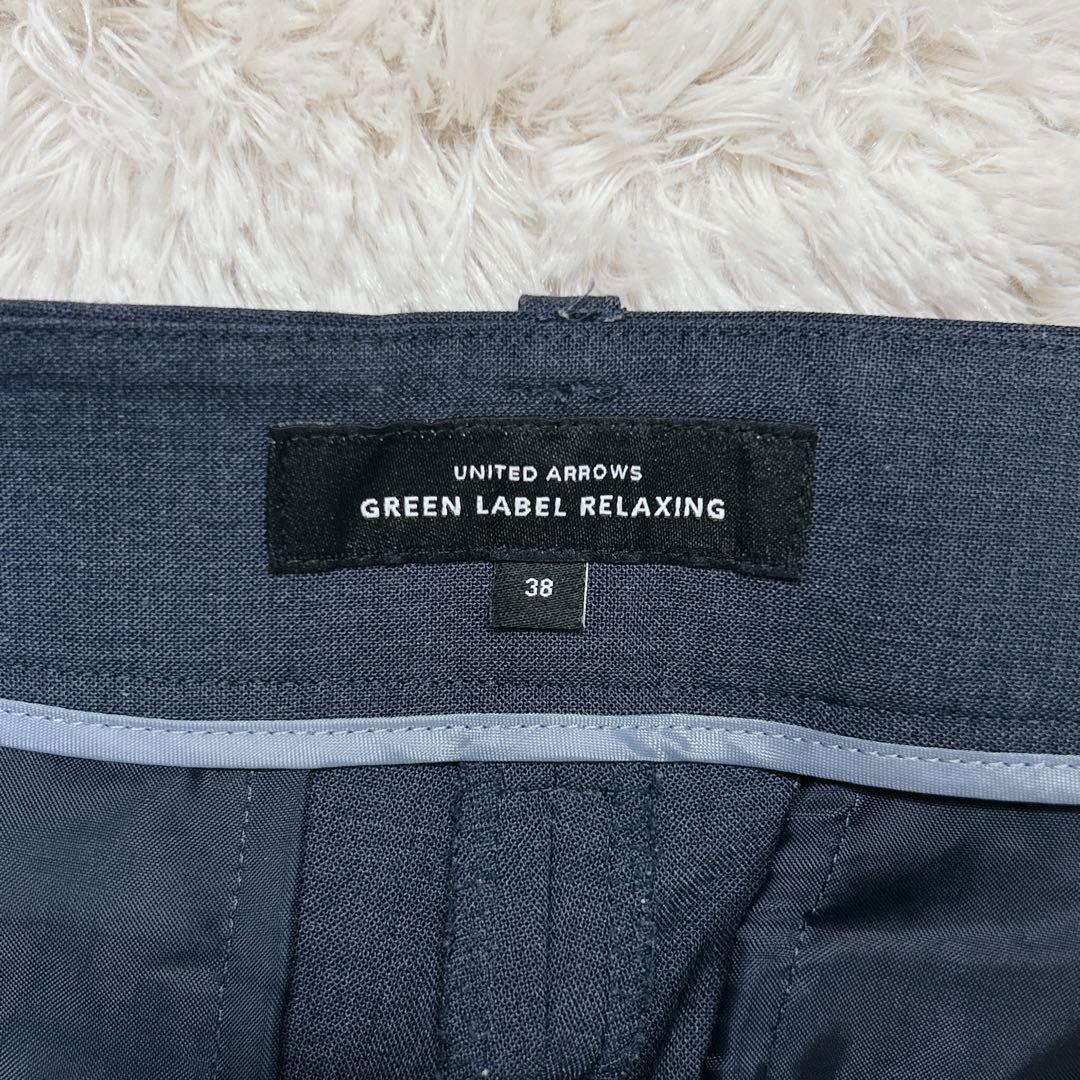 UNITED ARROWS
GREEN LABEL RELAXING
38